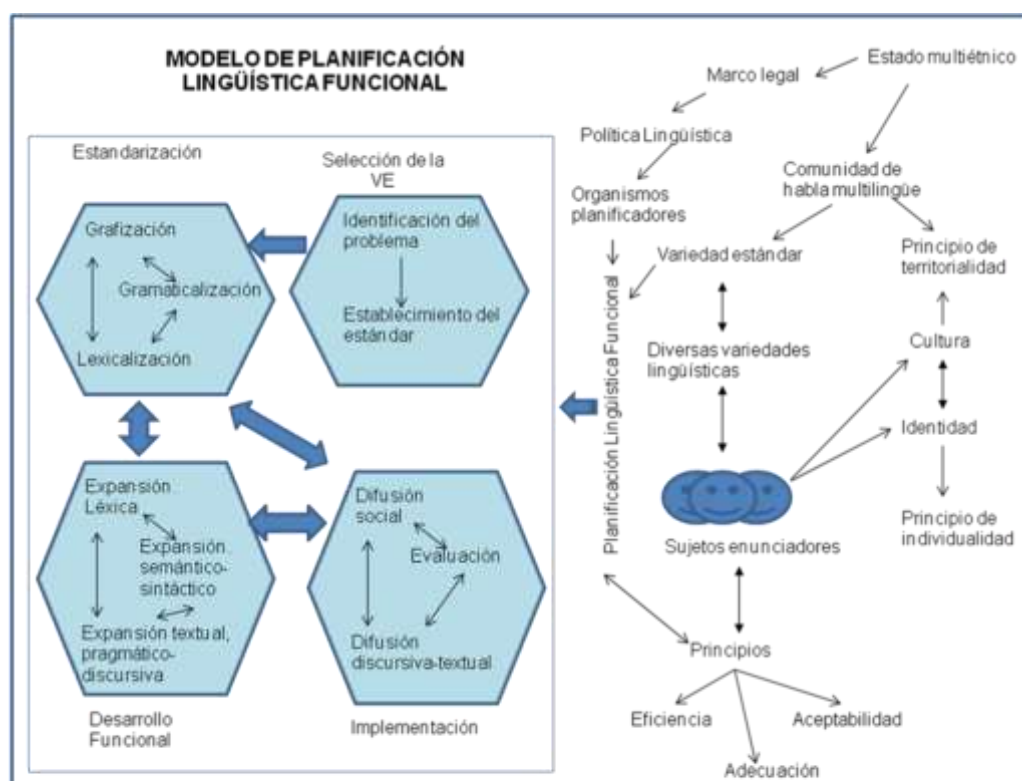 MODELO DE PLANIFICACIÓN
LINGÜÍSTICA FUNCIONAL
Estandarización
Grafización
Gramaticalización
Lexicalización
Selección de la
VE
Identificación del
problema
Establecimiento del
estándar
Expansión
Léxica
Expansión
semántico-
sintáctico
Expansión textual,
pragmático-
discursiva
Desarrollo
Funcional
Difusión
social
Evaluación
Difusión
discursiva-textual
Implementación
Estado multiétnico
Marco legal
Política Lingüística
Organismos
planificadores
Comunidad de
habla multilingüe
Variedad estándar
Principio de
territorialidad
Planificación Lingüística Funcional
Diversas variedades
lingüísticas
Cultura
Identidad
Principio de
individualidad
Sujetos enunciadores
Principios
Eficiencia
Aceptabilidad
Adecuación